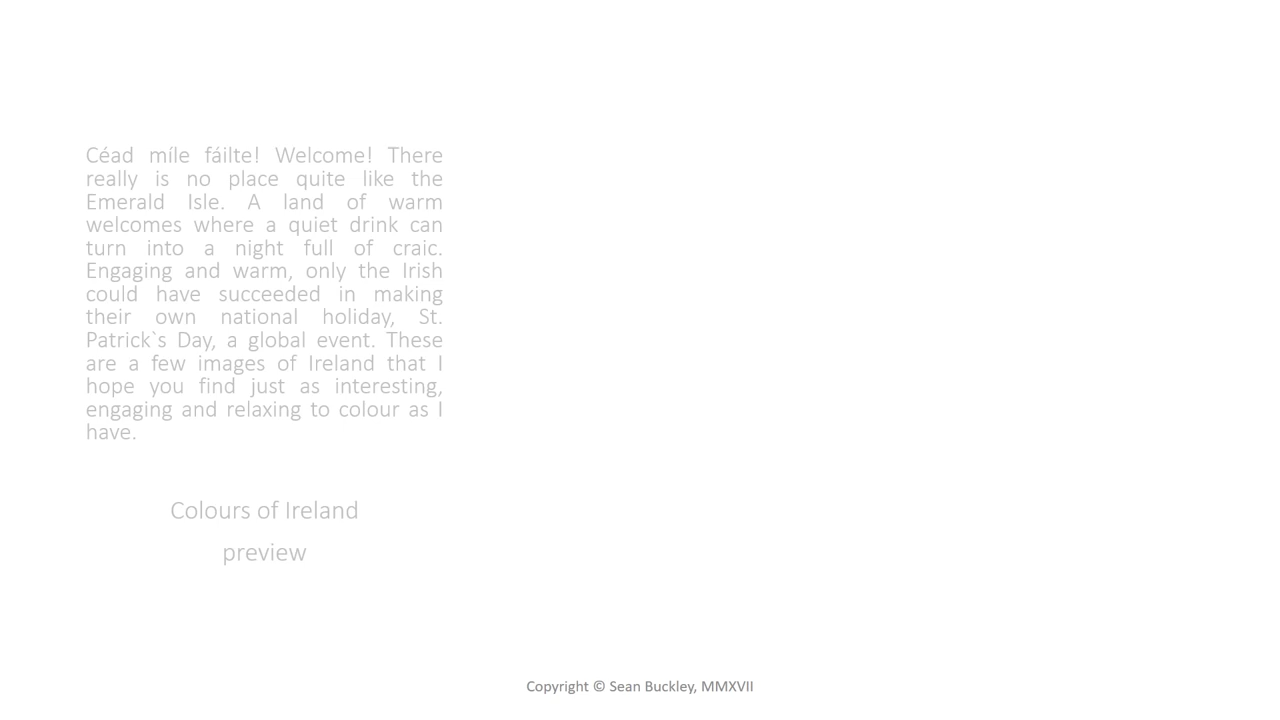 Céad míle fáilte! Welcome! There
really is no place quite like the
Emerald Isle. A land of warm
welcomes where a quiet drink can
turn into a night full of craic.
Engaging and warm, only the Irish
could have succeeded in making
their own national holiday, St.
Patrick`s Day, a global event. These
are a few images of Ireland that I
hope you find just as interesting,
engaging and relaxing to colour as I
have.
Colours of Ireland
preview
Copyright © Sean Buckley, MMXVII